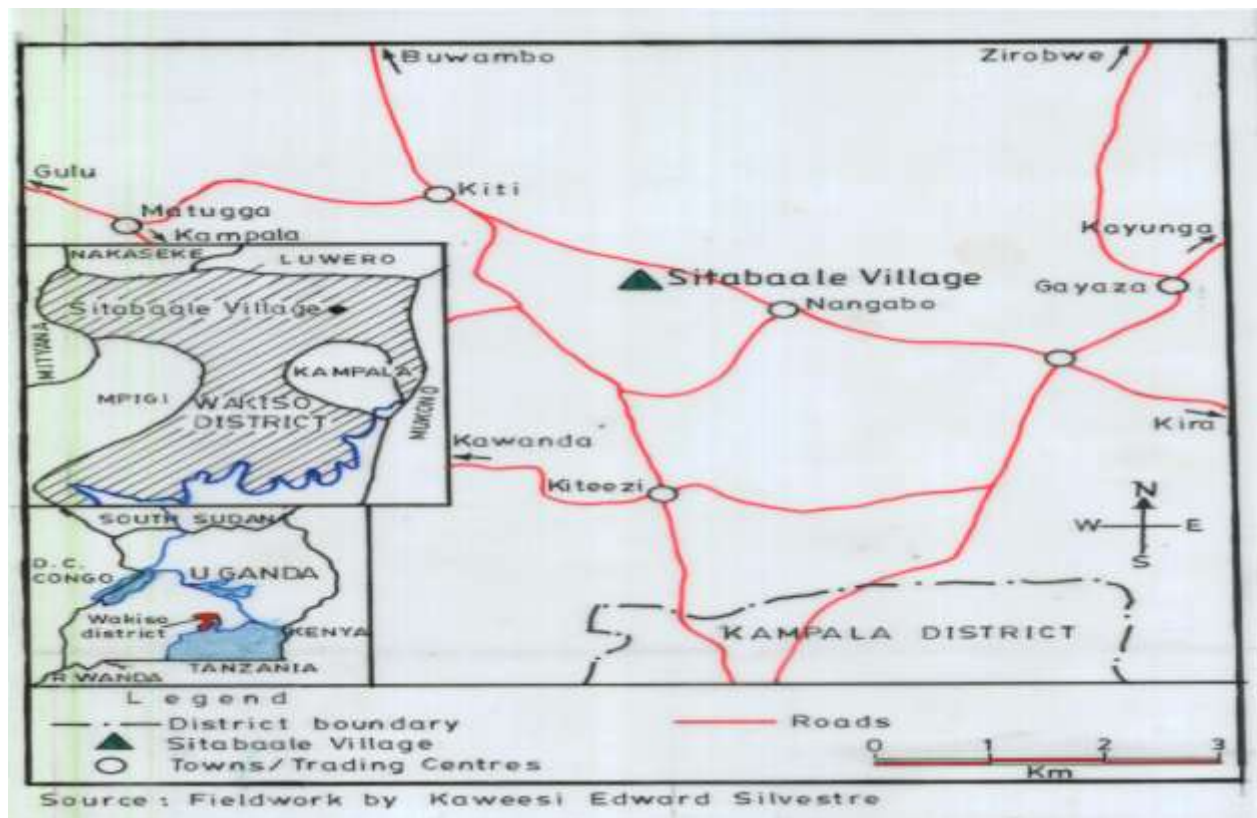 Buwambo
Zirobwe
Gulu
Kiti
Matugga
Kampala
Kayunga
Gayaza
Sitabaale Village
Nangabo
Kira
Kawanda
Kiteezi
N
W E
S
KAMPALA DISTRICT
NAKASEKE
LUWERO
Sitabaale Village
MITYANA
KAMPALA
MPIGI
WAKISO
DISTRICT
MUKONO
SOUTH SUDAN
D.C.
CONGO
UGANDA
Wakiso
district
KENYA
TANZANIA
RWANDA
Legend
District boundary
Roads
Sitabaale Village
Towns/Trading Centres
0 1 2 3
Km
Source: Fieldwork by Kaweesi Edward Silvestre